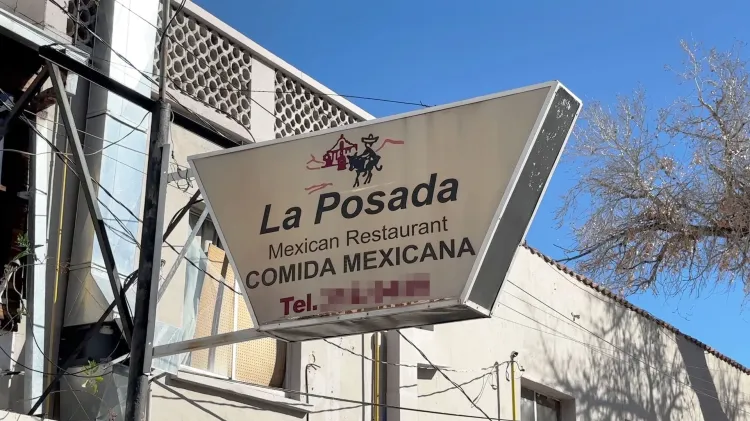 La Posada
Mexican Restaurant
COMIDA MEXICANA
Tel.